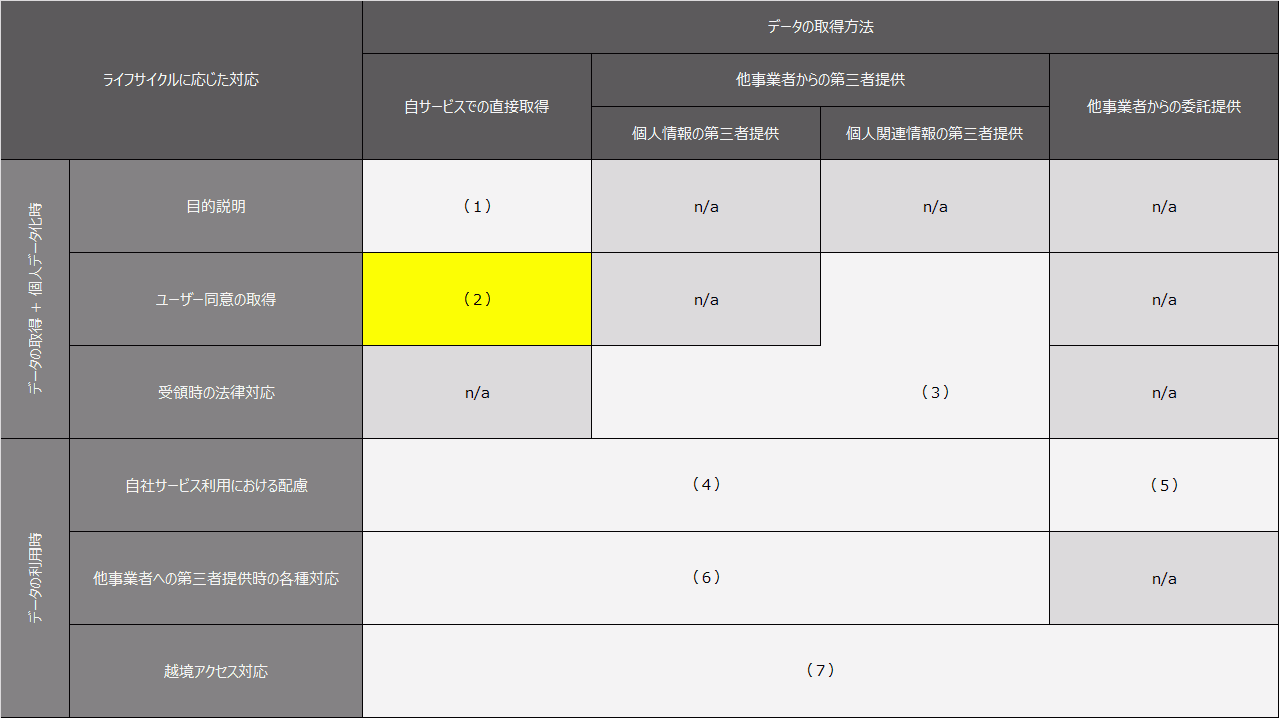 データの取得方法
ライフサイクルに応じた対応
自サービスでの直接取得
他事業者からの第三者提供
他事業者からの委託提供
個人情報の第三者提供
個人関連情報の第三者提供
データの取得 + 個人データ化時
目的説明
（１）
n/a
n/a
n/a
ユーザー同意の取得
（２）
n/a
n/a
受領時の法律対応
n/a
（３）
n/a
データの利用時
自社サービス利用における配慮
（４）
（５）
他事業者への第三者提供時の各種対応
（６）
n/a
越境アクセス対応
（７）